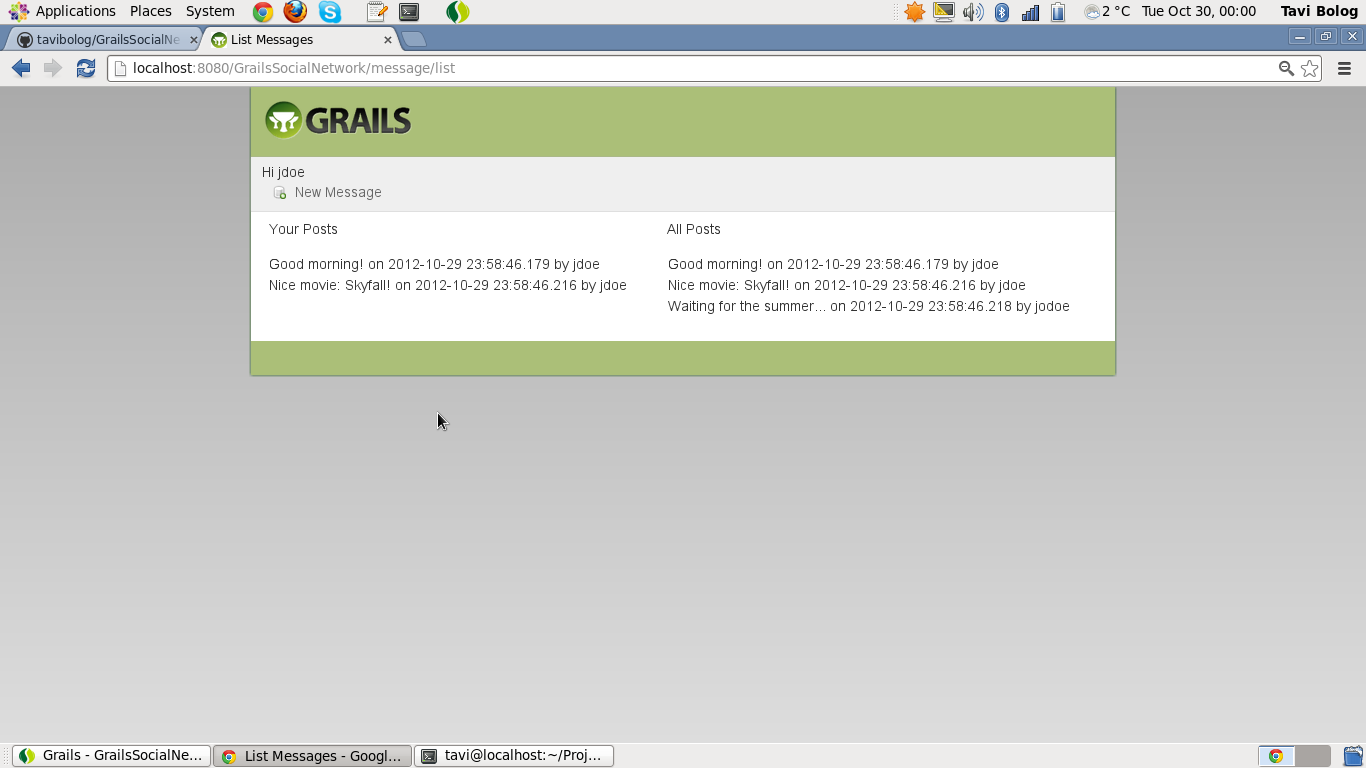 Applications Places System 2 °C Tue Oct 30, 00:00 Tavi Bolog
tavibolog/GrailsSocialNe List Messages
localhost:8080/GrailsSocialNetwork/message/list
GRAILS
Hi jdoe
New Message
Your Posts All Posts
Good morning! on 2012-10-29 23:58:46.179 by jdoe Good morning! on 2012-10-29 23:58:46.179 by jdoe
Nice movie: Skyfall! on 2012-10-29 23:58:46.216 by jdoe Nice movie: Skyfall! on 2012-10-29 23:58:46.216 by jdoe
Waiting for the summer... on 2012-10-29 23:58:46.218 by jodoe
Grails - GrailsSocialNe... List Messages - Googl... tavi@localhost:~/Proj...